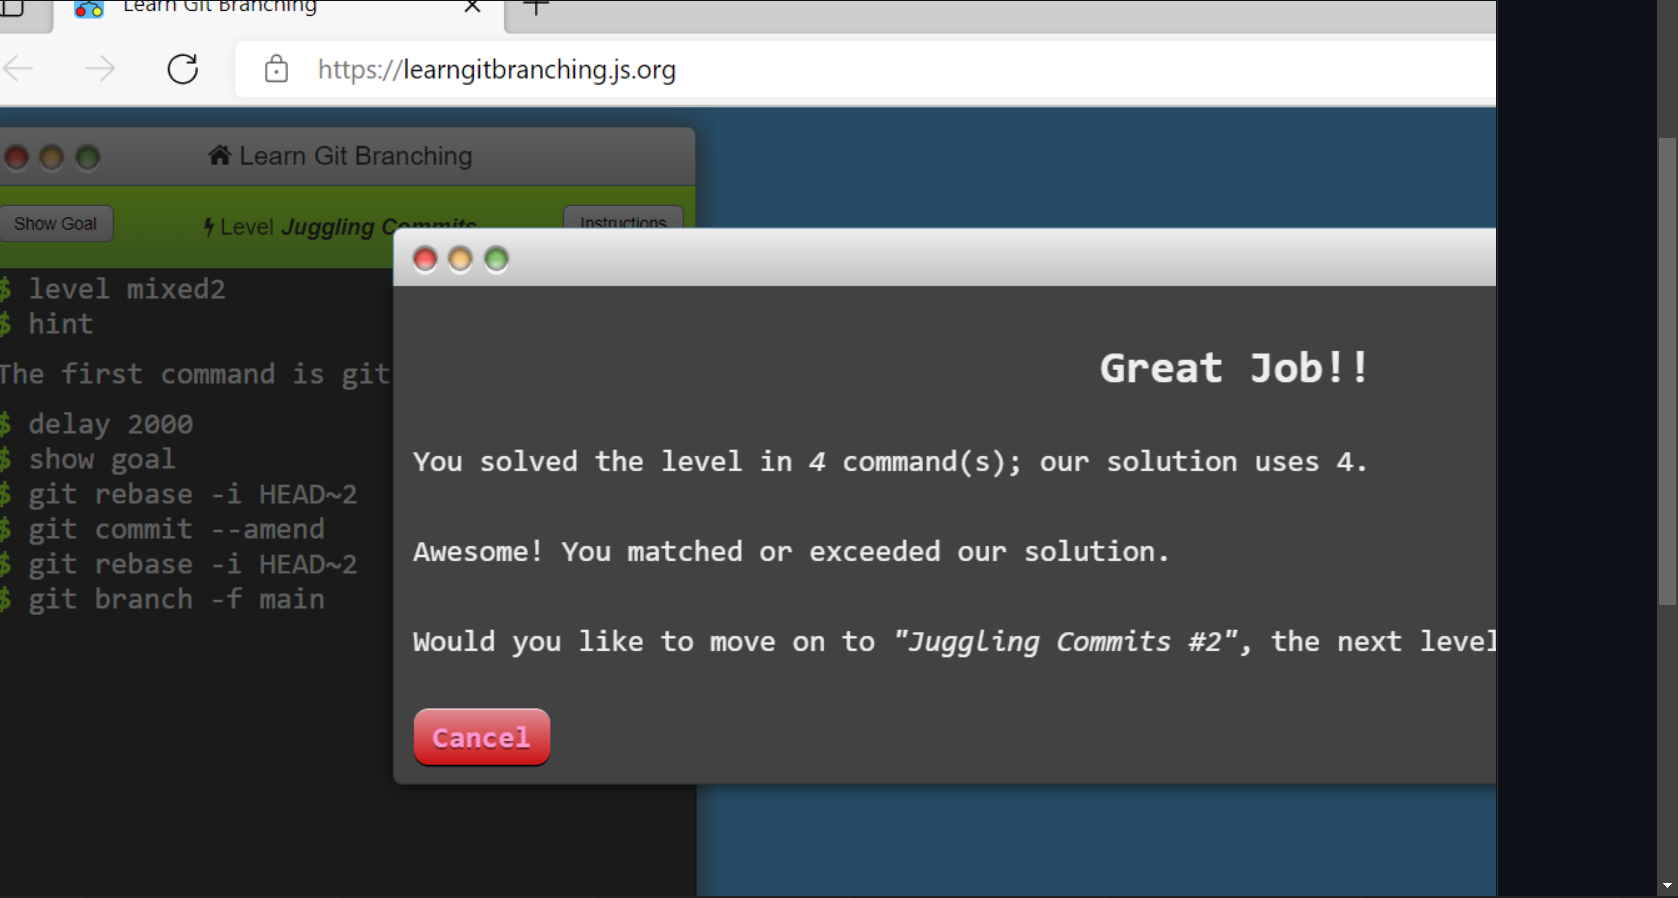 Learn Git Branching
https://learngitbranching.js.org
Learn Git Branching
Show Goal
Level Juggling Commits
Instructions
$ level mixed2
$ hint
The first command is git
$ delay 2000
$ show goal
$ git rebase -i HEAD~2
$ git commit --amend
$ git rebase -i HEAD~2
$ git branch -f main
Great Job!!
You solved the level in 4 command(s); our solution uses 4.
Awesome! You matched or exceeded our solution.
Would you like to move on to "Juggling Commits #2", the next level
Cancel